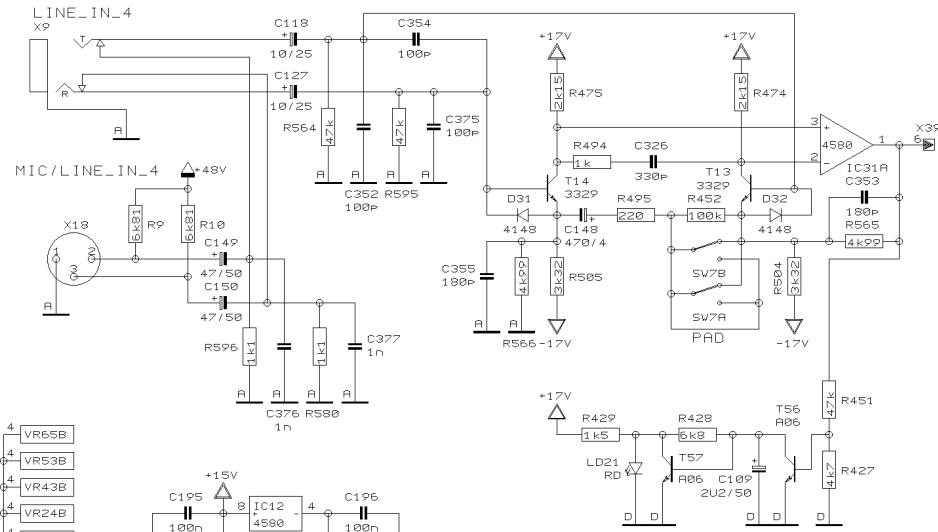 LINE_IN_4
X9
T
R
A
C118
10/25
C127
10/25
C354
100p
R564
47k
A
C352
100p
A
R595
47k
A
C375
100p
A
+17V
2k15
R475
+17V
2k15
R474
R494
1k
C326
330p
3
+
2
-
4580
1
IC31A
X39
6
T14
3329
T13
3329
D31
4148
C148
470/4
R495
220
R452
100k
D32
4148
C353
180p
R565
4k99
C355
180p
A
4k99
R566
A
3k32
R505
-17V
SW7B
SW7A
PAD
R504
3k32
-17V
MIC/LINE_IN_4
+48V
X18
1
2
3
A
6k81
R9
6k81
R10
C149
47/50
C150
47/50
R596
1k1
A
C376
1n
A
1k1
R580
A
C377
1n
A
+17V
R429
1k5
R428
6k8
T56
A06
47k
R451
LD21
RD
T57
A06
C109
2U2/50
4k7
R427
D
D
D
D
D
4
VR65B
4
VR53B
4
VR43B
4
VR24B
+15V
C195
100n
8
IC12
+
-
4580
4
C196
100n